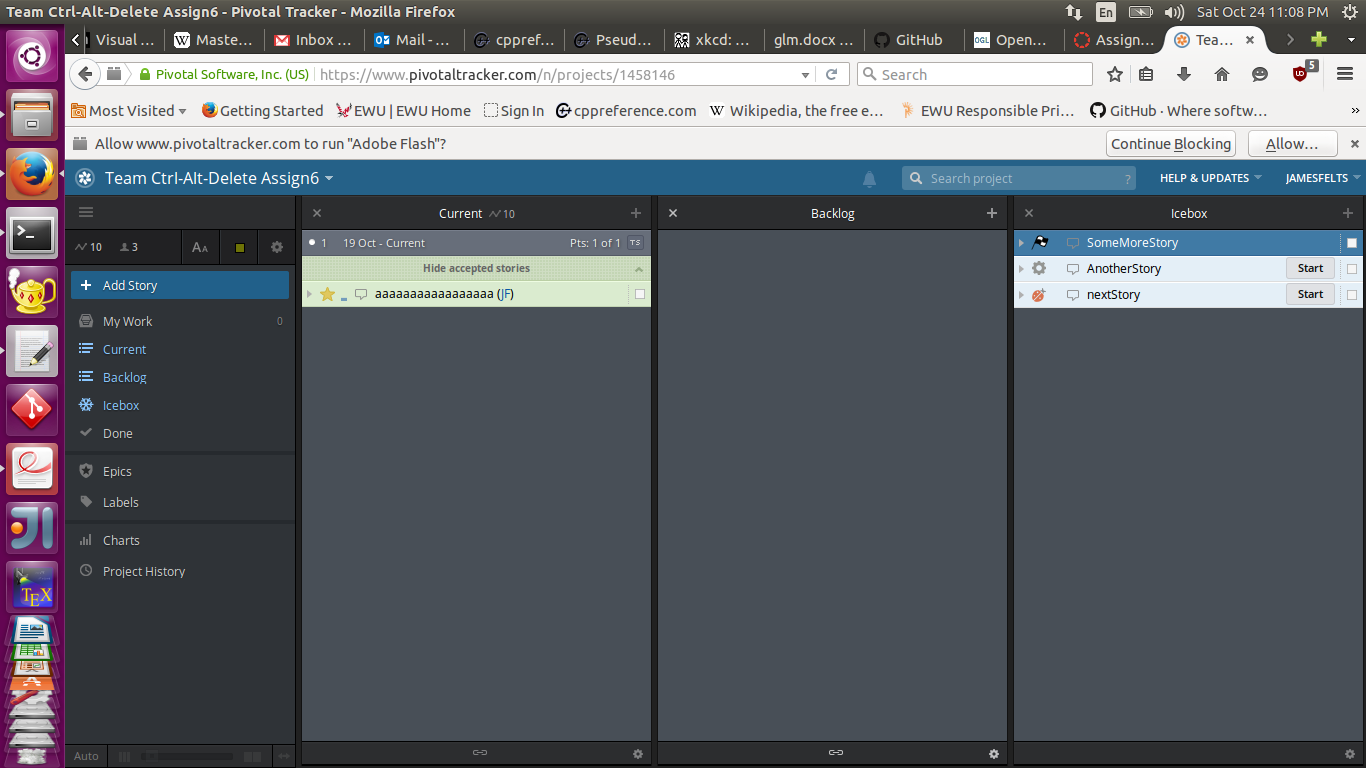 Team Ctrl-Alt-Delete Assign6 - Pivotal Tracker - Mozilla Firefox
En
Sat Oct 24 11:08 PM
Visual ...
Maste...
Inbox ...
Mail - ...
cppref...
Pseud...
xkcd: ...
glm.docx ...
GitHub
Open...
Assign...
Tea...
Pivotal Software, Inc. (US)
https://www.pivotaltracker.com/n/projects/1458146
Search
5
Most Visited
Getting Started
EWU | EWU Home
Sign In
cppreference.com
Wikipedia, the free e...
EWU Responsible Pri...
GitHub · Where softw...
Allow www.pivotaltracker.com to run "Adobe Flash"?
Continue Blocking
Allow...
Team Ctrl-Alt-Delete Assign6
Search project
?
HELP & UPDATES
JAMESFELTS
10
3
AA
Add Story
My Work 0
Current
Backlog
Icebox
Done
Epics
Labels
Charts
Project History
Auto
Current 10
1 19 Oct - Current Pts: 1 of 1 TS
Hide accepted stories
aaaaaaaaaaaaaaaaa (JF)
Backlog
Icebox
SomeMoreStory
AnotherStory Start
nextStory Start